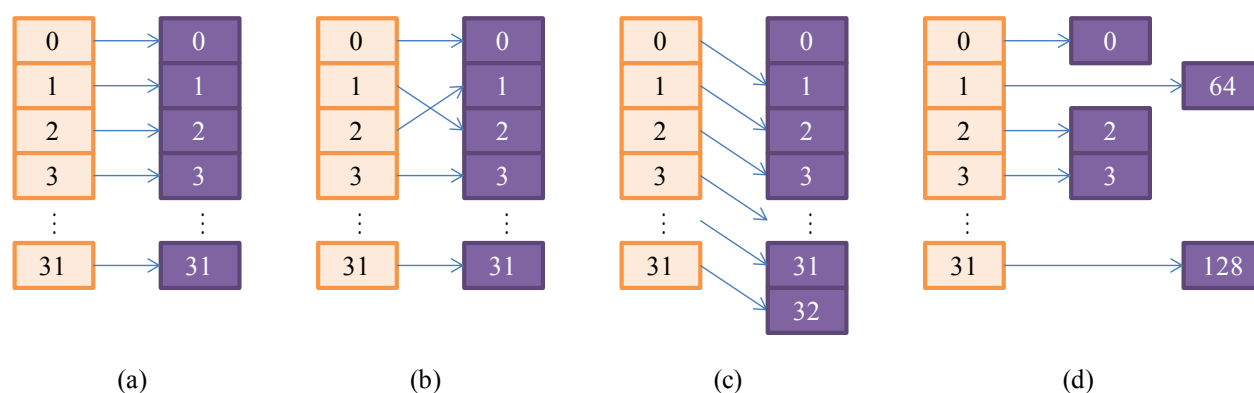 0 0 0 0 0 0 0 0
1 1 1 1 1 1 1 64
2 2 2 2 2 2 2 2
3 3 3 3 3 3 3 3
⋮ ⋮ ⋮ ⋮ ⋮ ⋮ ⋮
31 31 31 31 31 31 31 128
32
(a) (b) (c) (d)